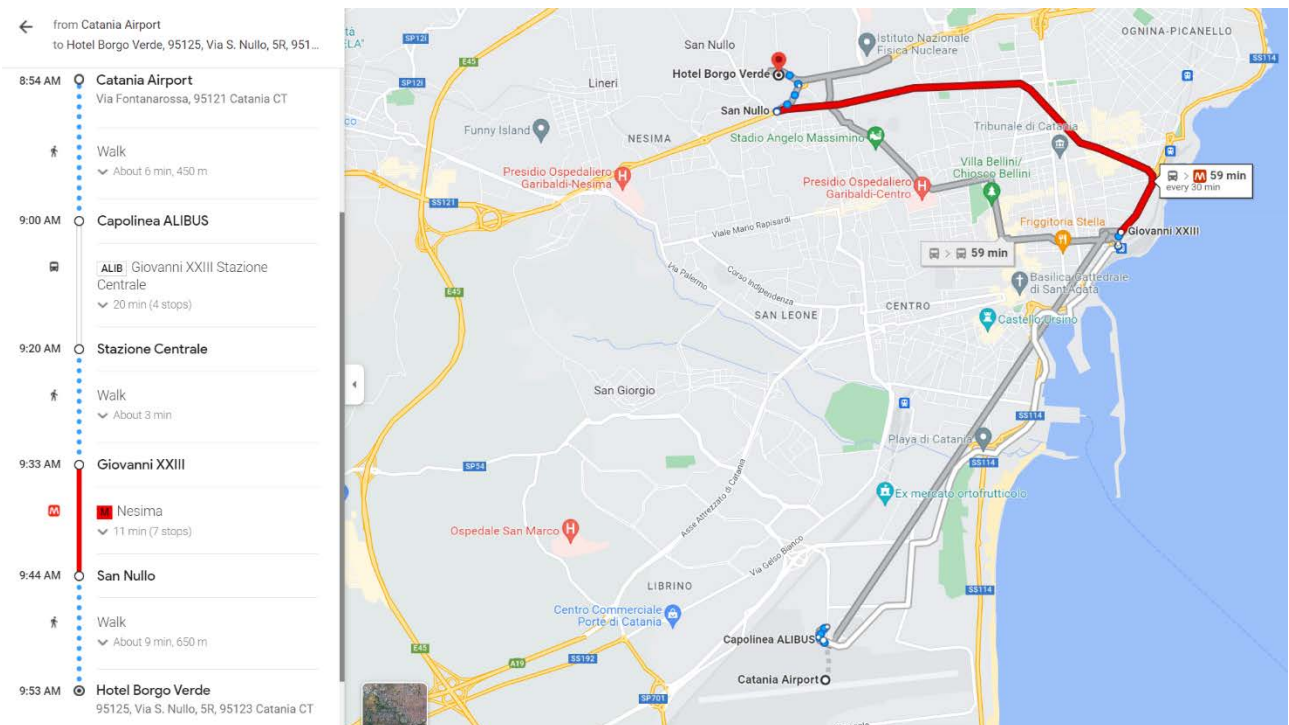 from Catania Airport
to Hotel Borgo Verde, 95125, Via S. Nullo, 5R, 951...
8:54 AM
Catania Airport
Via Fontanarossa, 95121 Catania CT
Walk
About 6 min, 450 m
9:00 AM
Capolinea ALIBUS
ALIB Giovanni XXIII Stazione
Centrale
20 min (4 stops)
9:20 AM
Stazione Centrale
Walk
About 3 min
9:33 AM
Giovanni XXIII
M Nesima
11 min (7 stops)
9:44 AM
San Nullo
Walk
About 9 min, 650 m
9:53 AM
Hotel Borgo Verde
95125, Via S. Nullo, 5R, 95123 Catania CT
SP12i
E45
San Nullo
Istituto Nazionale
Fisica Nucleare
OGNINA-PICANELLO
SS114
Hotel Borgo Verde
SP12i
Lineri
San Nullo
Funny Island
NESIMA
Stadio Angelo Massimino
Tribunale di Catania
Presidio Ospedaliero
Garibaldi-Nesima
H
Presidio Ospedaliero
Garibaldi-Centro
H
Villa Bellini/
Chiosco Bellini
M 59 min
every 30 min
SS121
Viale Mario Rapisardi
Friggitoria Stella
Giovanni XXIII
59 min
Via Palermo
Corso Indipendenza
Basilica Cattedrale
di Sant'Agata
E45
SAN LEONE
CENTRO
Castello Ursino
San Giorgio
SS114
Playa di Catania
SP54
SS114
Asse Attrezzato di Catania
Ex mercato ortofrutticolo
Ospedale San Marco
H
Via Gelso Bianco
LIBRINO
SS114
Centro Commerciale
Porte di Catania
Capolinea ALIBUS
E45
A19
SS192
Catania Airport
SP701